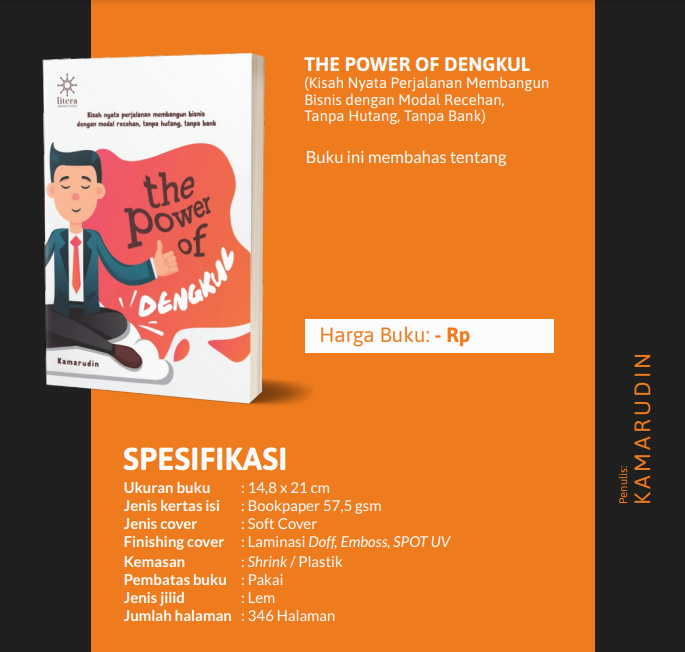 litera
Kisah nyata perjalanan membangun bisnis
dengan modal recehan, tanpa hutang, tanpa bank
the
power
of
DENGKUL
Kamarudin
THE POWER OF DENGKUL
(Kisah Nyata Perjalanan Membangun
Bisnis dengan Modal Recehan,
Tanpa Hutang, Tanpa Bank)
Buku ini membahas tentang
Harga Buku: - Rp
SPESIFIKASI
Ukuran buku : 14,8 x 21 cm
Jenis kertas isi : Bookpaper 57,5 gsm
Jenis cover : Soft Cover
Finishing cover : Laminasi Doff, Emboss, SPOT UV
Kemasan : Shrink / Plastik
Pembatas buku : Pakai
Jenis jilid : Lem
Jumlah halaman : 346 Halaman
Penulis:
KAMARUDIN